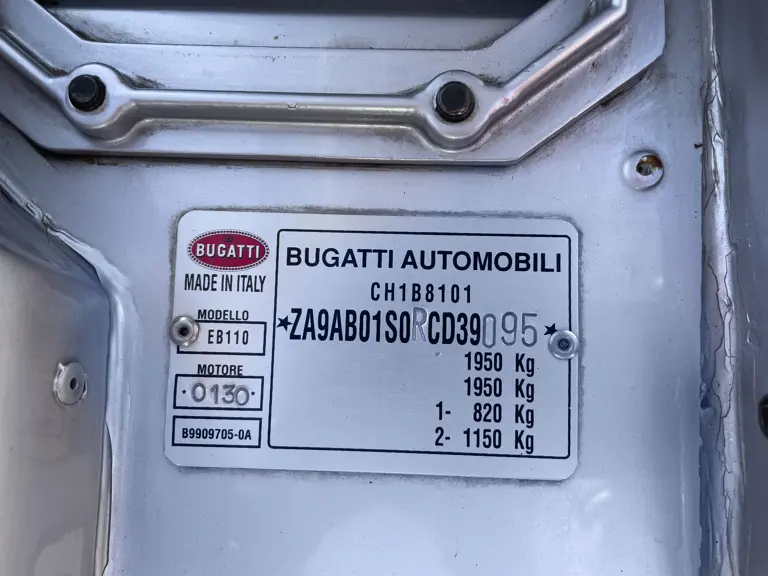 BUGATTI
MADE IN ITALY
MODELLO
EB110
MOTORE
·0130·
B9909705-0A
BUGATTI AUTOMOBILI
CH1B8101
★ZA9AB01S0RCD39095★
1950 Kg
1950 Kg
1- 820 Kg
2- 1150 Kg